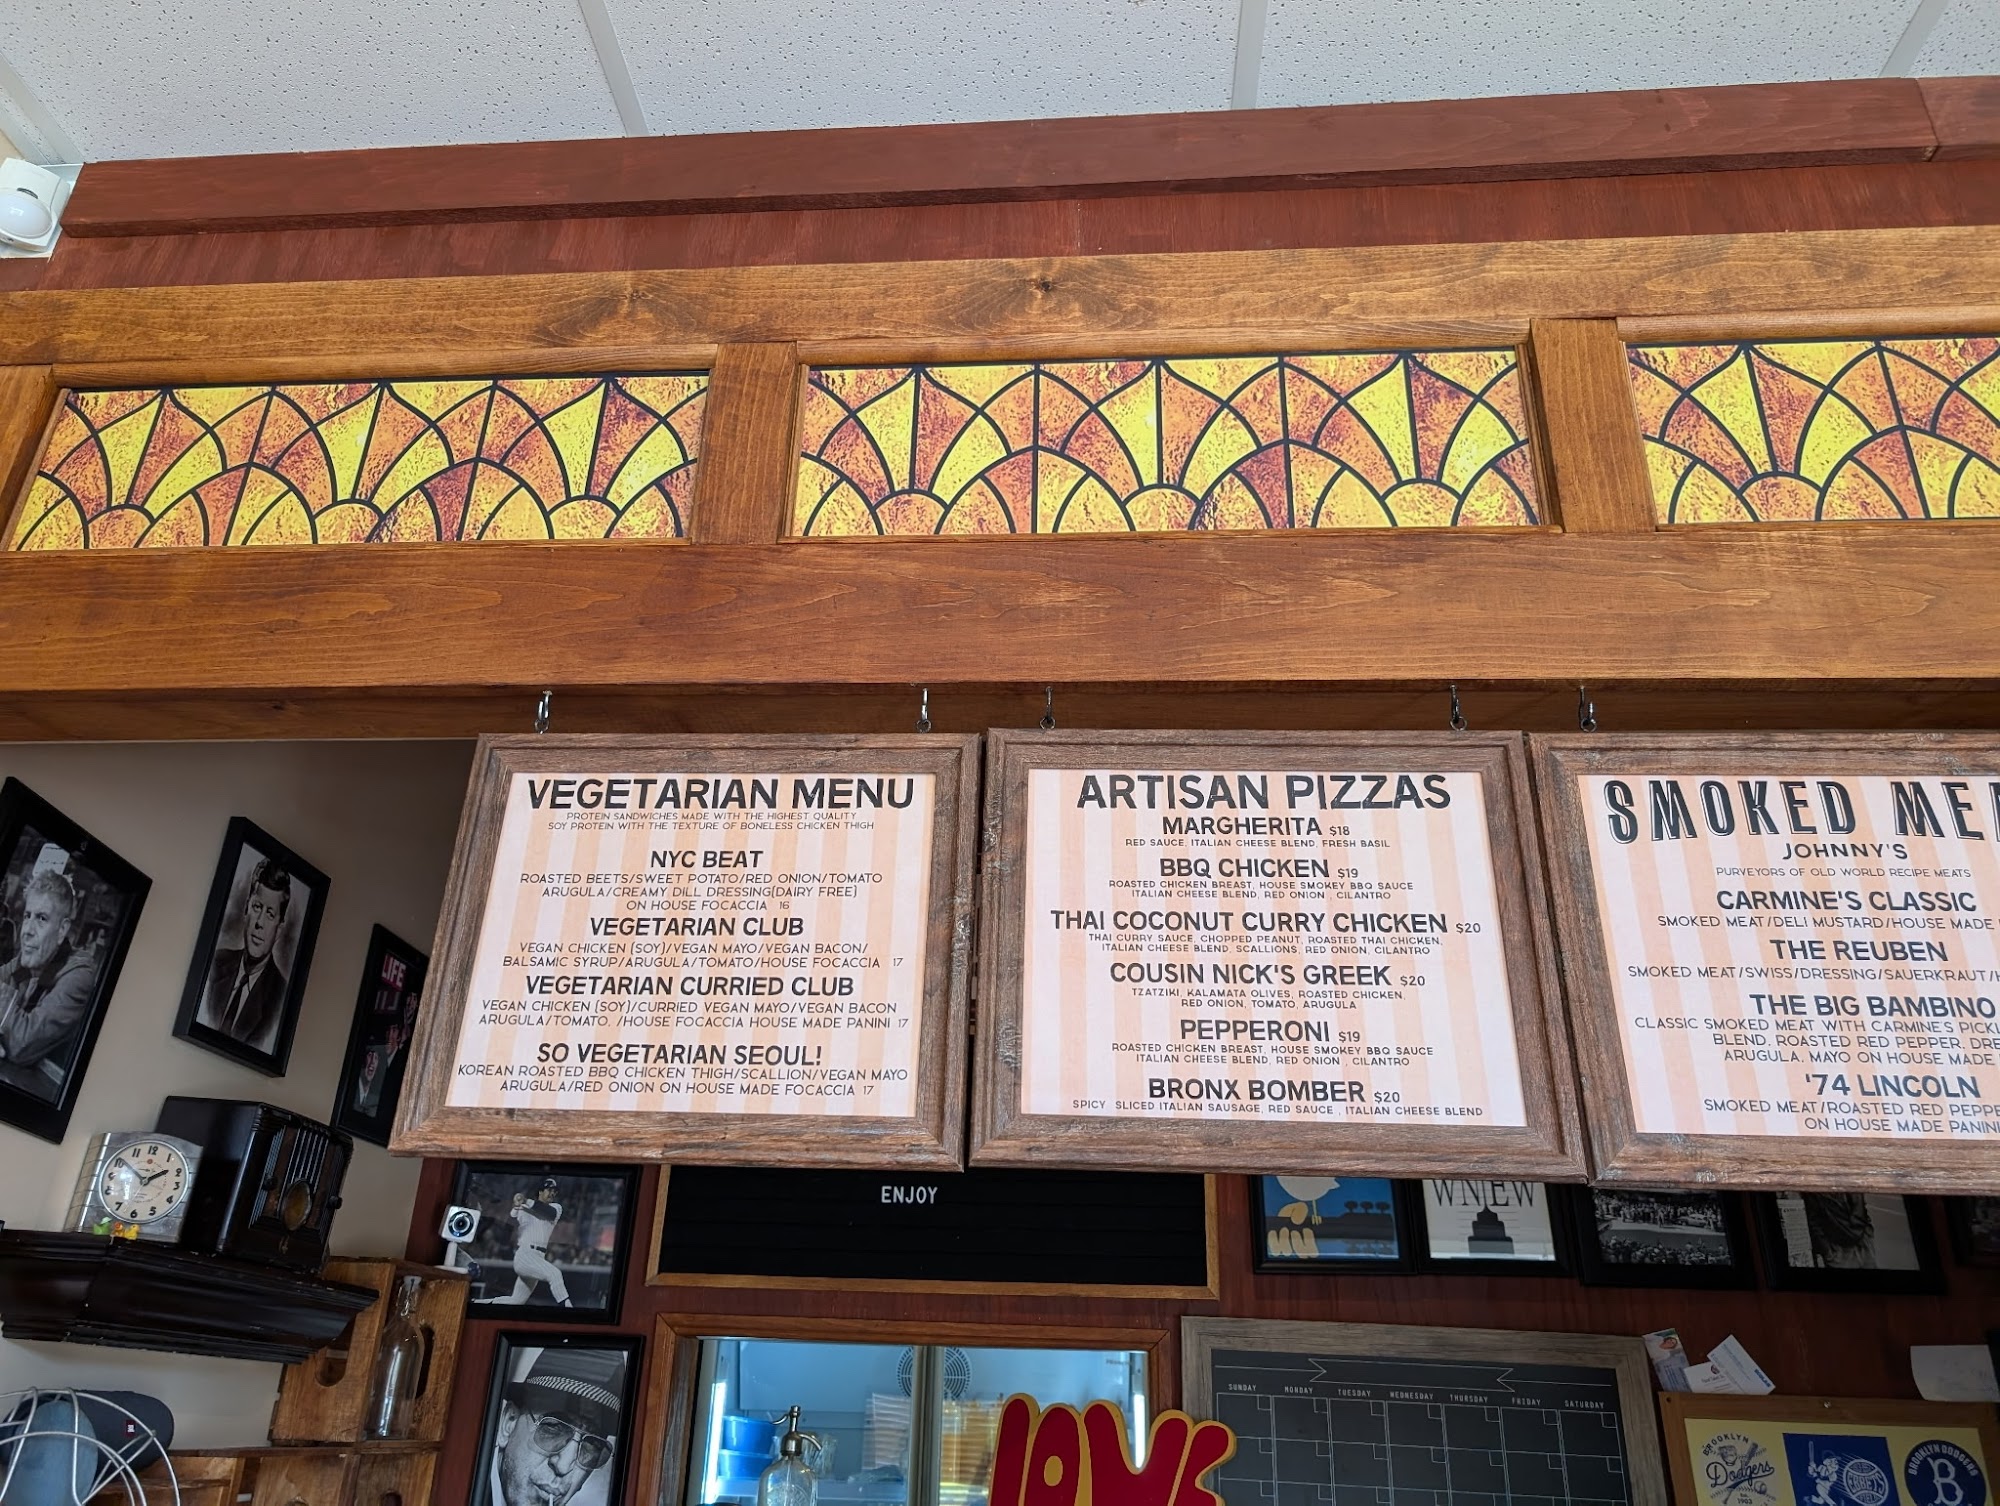 VEGETARIAN MENU
PROTEIN SANDWICHES MADE WITH THE HIGHEST QUALITY
SOY PROTEIN WITH THE TEXTURE OF BONELESS CHICKEN THIGH
NYC BEAT
ROASTED BEETS/SWEET POTATO/RED ONION/TOMATO
ARUGULA/CREAMY DILL DRESSING(DAIRY FREE)
ON HOUSE FOCACCIA 16
VEGETARIAN CLUB
VEGAN CHICKEN (SOY)/VEGAN MAYO/VEGAN BACON/
BALSAMIC SYRUP/ARUGULA/TOMATO/HOUSE FOCACCIA 17
VEGETARIAN CURRIED CLUB
VEGAN CHICKEN (SOY)/CURRIED VEGAN MAYO/VEGAN BACON
ARUGULA/TOMATO. /HOUSE FOCACCIA HOUSE MADE PANINI 17
SO VEGETARIAN SEOUL!
KOREAN ROASTED BBQ CHICKEN THIGH/SCALLION/VEGAN MAYO
ARUGULA/RED ONION ON HOUSE MADE FOCACCIA 17
ARTISAN PIZZAS
MARGHERITA $18
RED SAUCE, ITALIAN CHEESE BLEND, FRESH BASIL
BBQ CHICKEN $19
ROASTED CHICKEN BREAST, HOUSE SMOKEY BBQ SAUCE
ITALIAN CHEESE BLEND, RED ONION , CILANTRO
THAI COCONUT CURRY CHICKEN $20
THAI CURRY SAUCE, CHOPPED PEANUT, ROASTED THAI CHICKEN,
ITALIAN CHEESE BLEND, SCALLIONS, RED ONION, CILANTRO
COUSIN NICK'S GREEK $20
TZATZIKI, KALAMATA OLIVES, ROASTED CHICKEN,
RED ONION, TOMATO, ARUGULA
PEPPERONI $19
ROASTED CHICKEN BREAST, HOUSE SMOKEY BBQ SAUCE
ITALIAN CHEESE BLEND, RED ONION , CILANTRO
BRONX BOMBER $20
SPICY SLICED ITALIAN SAUSAGE, RED SAUCE , ITALIAN CHEESE BLEND
SMOKED ME
JOHNNY'S
PURVEYORS OF OLD WORLD RECIPE MEATS
CARMINE'S CLASSIC
SMOKED MEAT/DELI MUSTARD/HOUSE MADE
THE REUBEN
SMOKED MEAT/SWISS/DRESSING/SAUERKRAUT/
THE BIG BAMBINO
CLASSIC SMOKED MEAT WITH CARMINE'S PICKL
BLEND, ROASTED RED PEPPER, DRE
ARUGULA, MAYO ON HOUSE MADE
'74 LINCOLN
SMOKED MEAT/ROASTED RED PEPPE
ON HOUSE MADE PANINI
LIFE
ENJOY
WNEW
SUNDAY MONDAY TUESDAY WEDNESDAY THURSDAY FRIDAY SATURDAY
LOVE
BROOKLYN
Dodgers
EBBETS
BROOKLYN DODGERS
B